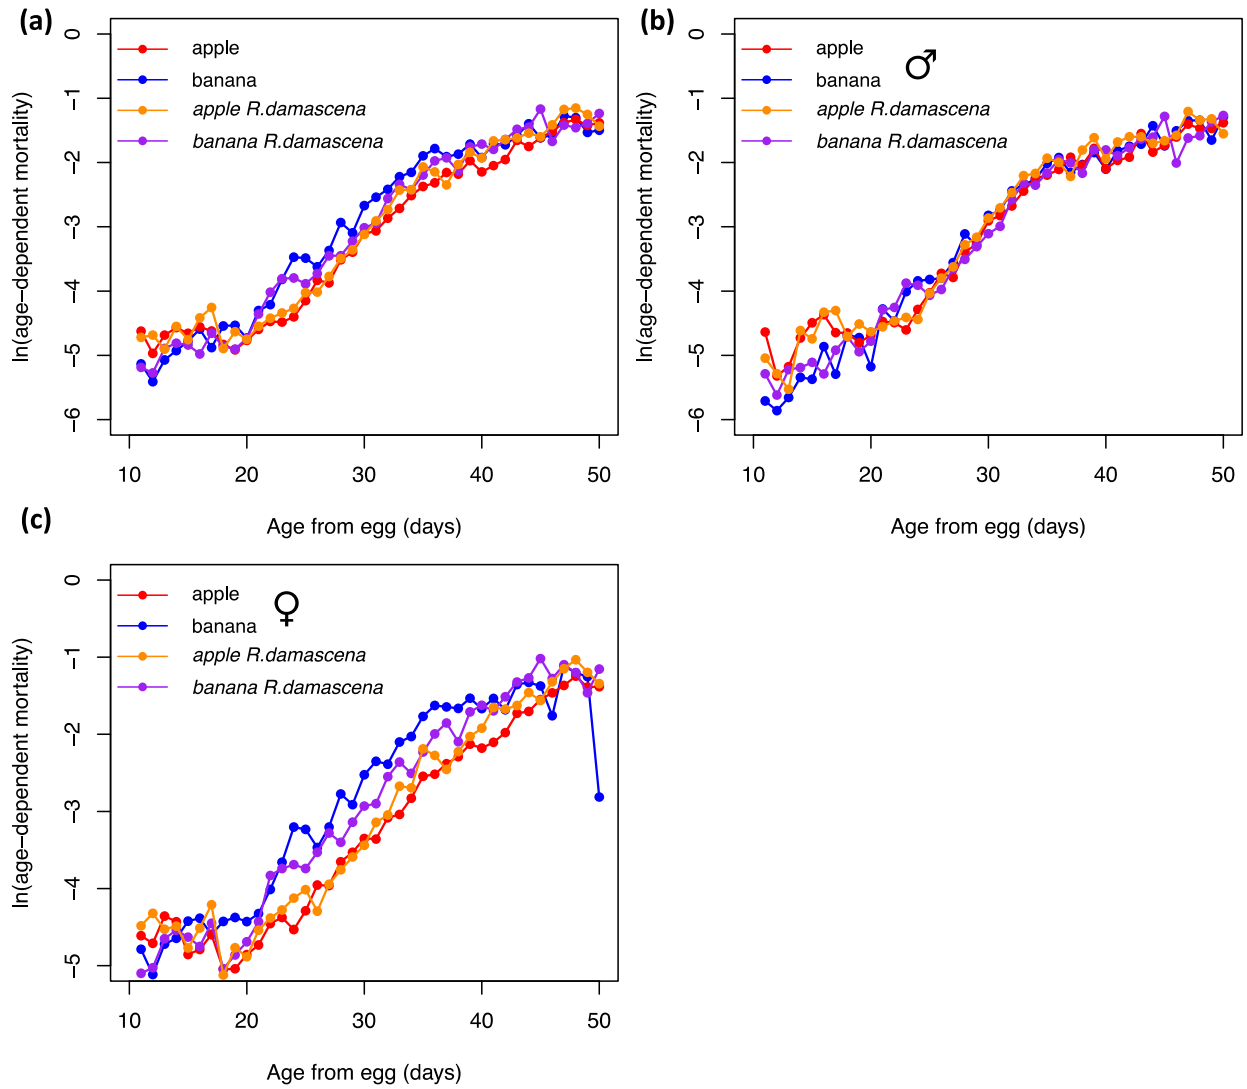 (a)
ln(age−dependent mortality)
0
−1
−2
−3
−4
−5
−6
apple
banana
apple R.damascena
banana R.damascena
10 20 30 40 50
Age from egg (days)
(b)
ln(age−dependent mortality)
0
−1
−2
−3
−4
−5
−6
apple
banana ♂
apple R.damascena
banana R.damascena
10 20 30 40 50
Age from egg (days)
(c)
ln(age−dependent mortality)
0
−1
−2
−3
−4
−5
apple ♀
banana
apple R.damascena
banana R.damascena
10 20 30 40 50
Age from egg (days)